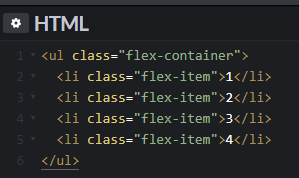 HTML
1 <ul class="flex-container">
2 <li class="flex-item">1</li>
3 <li class="flex-item">2</li>
4 <li class="flex-item">3</li>
5 <li class="flex-item">4</li>
6 </ul>